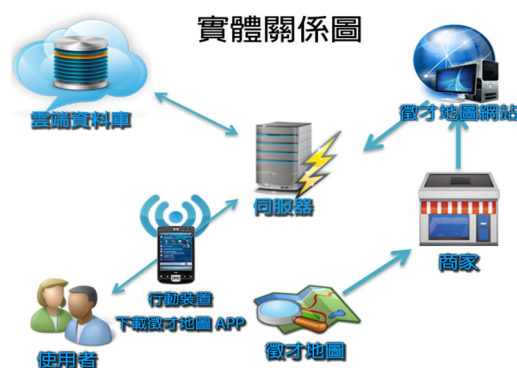 實體關係圖
雲端資料庫
徵才地圖網站
伺服器
商家
行動裝置
下載徵才地圖 APP
徵才地圖
使用者